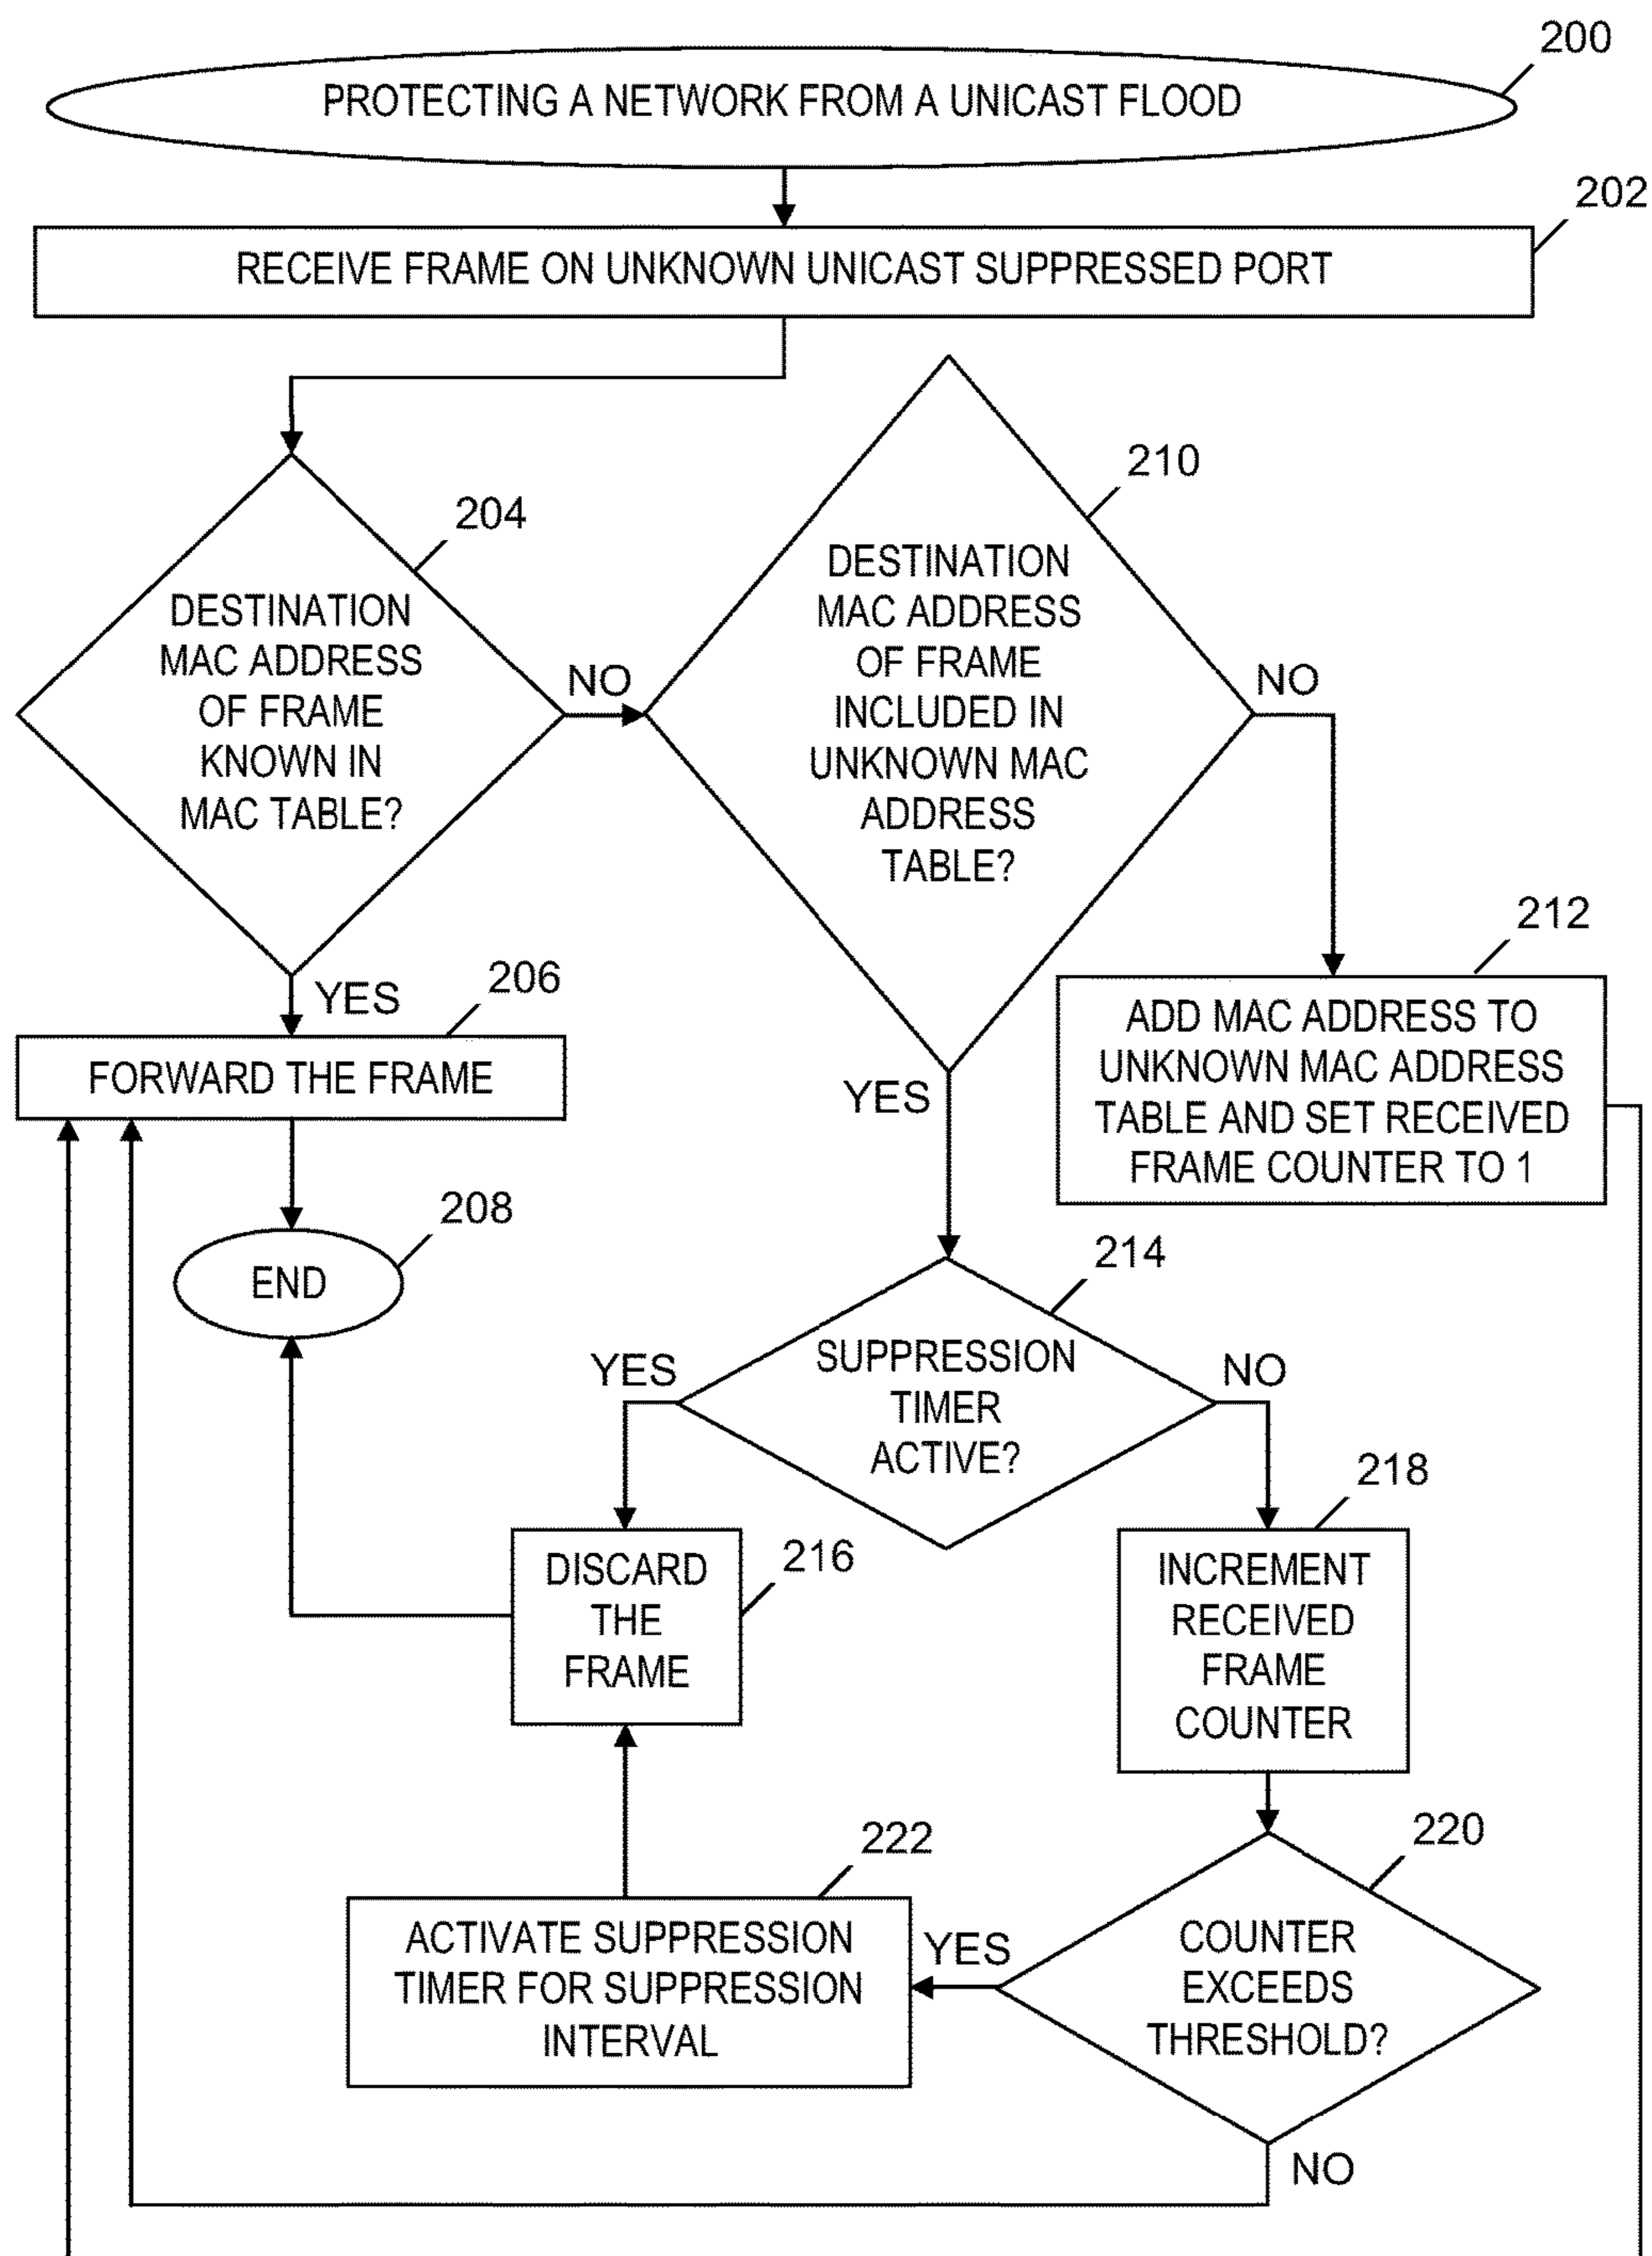 200
PROTECTING A NETWORK FROM A UNICAST FLOOD
202
RECEIVE FRAME ON UNKNOWN UNICAST SUPPRESSED PORT
204
DESTINATION
MAC ADDRESS
OF FRAME
KNOWN IN
MAC TABLE?
NO
YES
210
DESTINATION
MAC ADDRESS
OF FRAME
INCLUDED IN
UNKNOWN MAC
ADDRESS
TABLE?
NO
YES
206
FORWARD THE FRAME
208
END
212
ADD MAC ADDRESS TO
UNKNOWN MAC ADDRESS
TABLE AND SET RECEIVED
FRAME COUNTER TO 1
214
SUPPRESSION
TIMER
ACTIVE?
YES
NO
216
DISCARD
THE
FRAME
218
INCREMENT
RECEIVED
FRAME
COUNTER
220
COUNTER
EXCEEDS
THRESHOLD?
YES
NO
222
ACTIVATE SUPPRESSION
TIMER FOR SUPPRESSION
INTERVAL